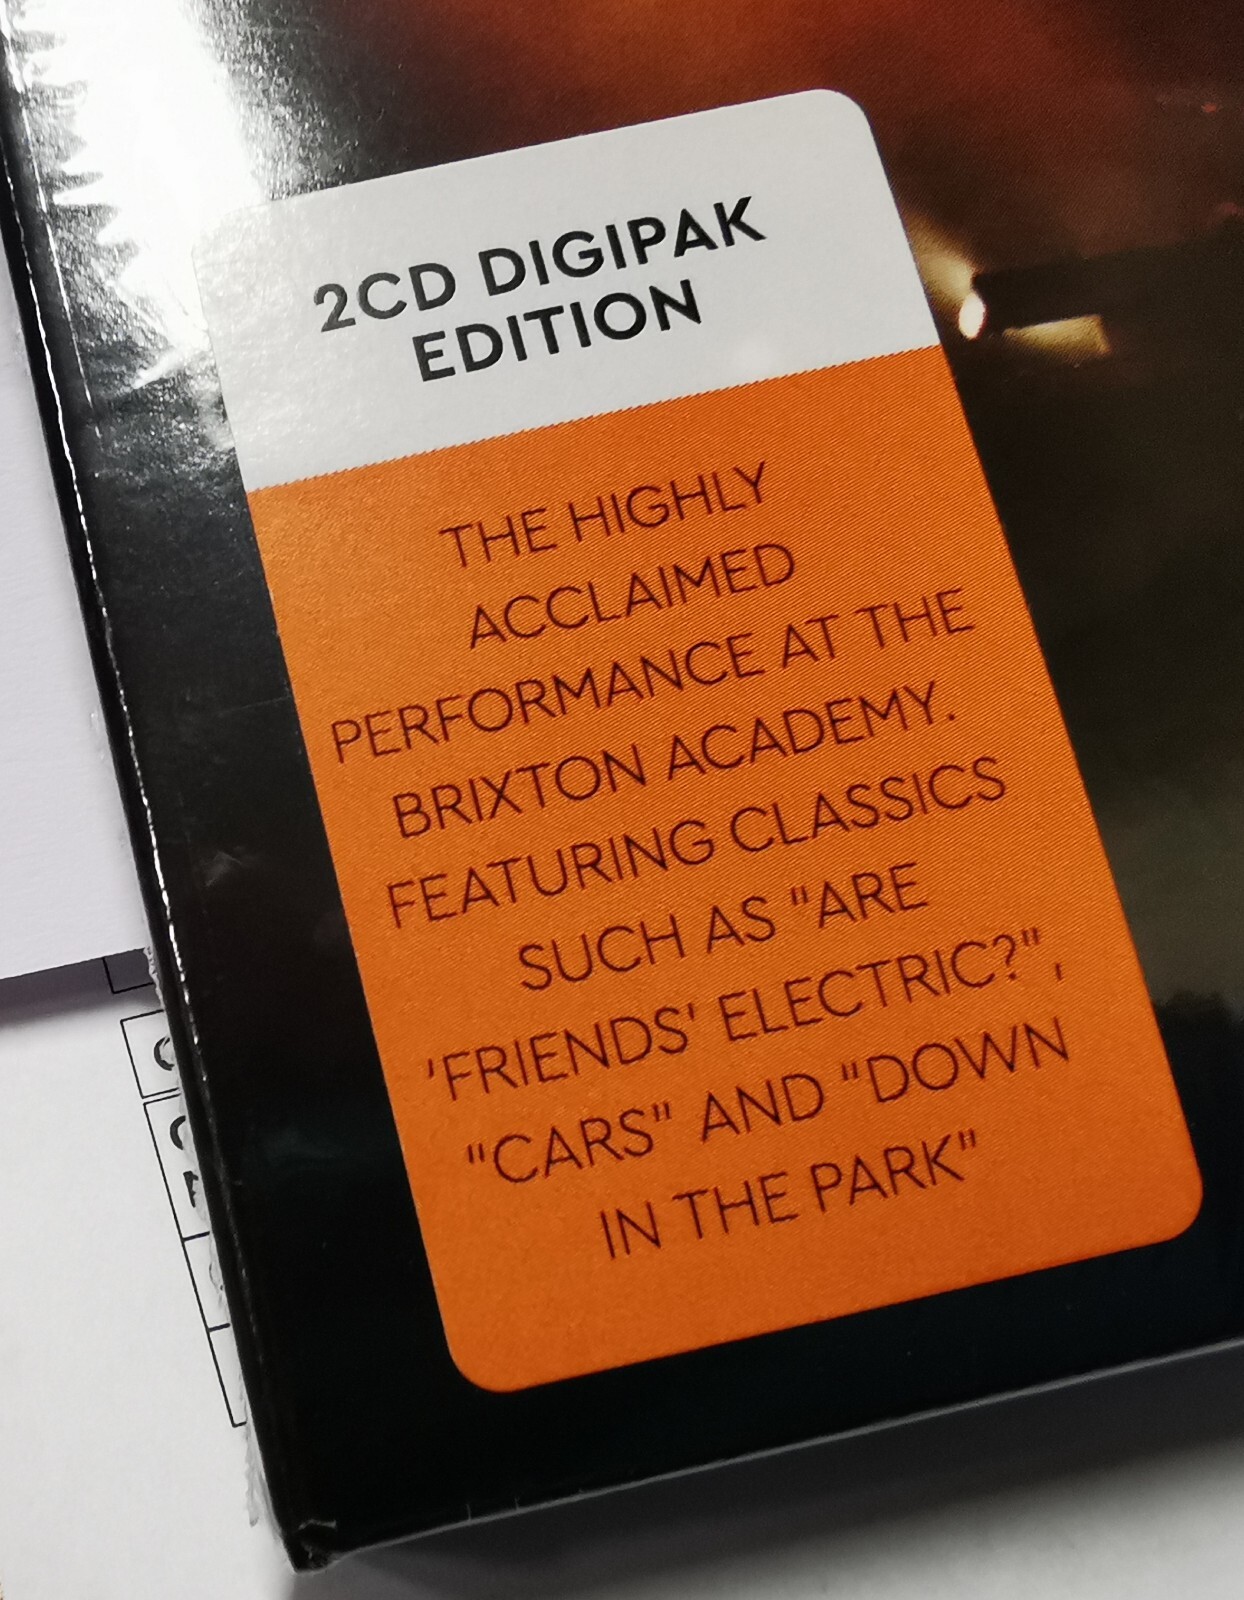 2CD DIGIPAK
EDITION
THE HIGHLY
ACCLAIMED
PERFORMANCE AT THE
BRIXTON ACADEMY.
FEATURING CLASSICS
SUCH AS "ARE
'FRIENDS' ELECTRIC?",
"CARS" AND "DOWN
IN THE PARK"